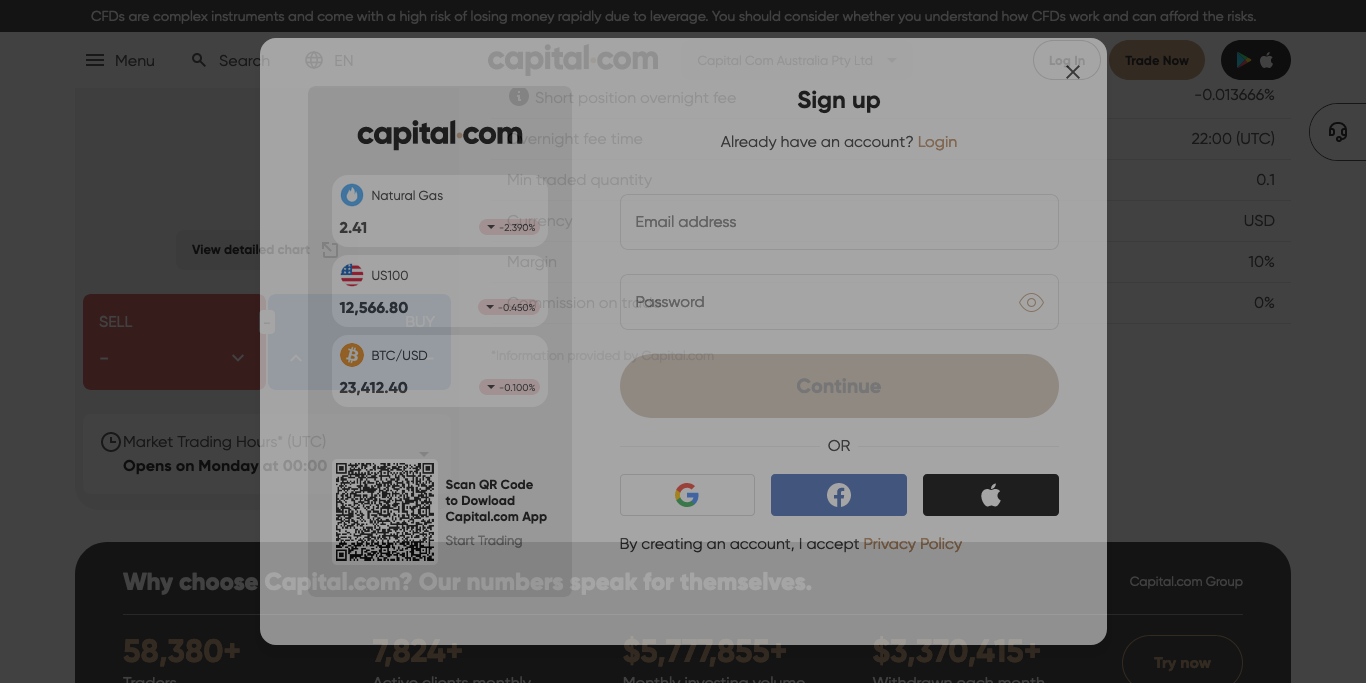 CFDs are complex instruments and come with a high risk of losing money rapidly due to leverage. You should consider whether you understand how CFDs work and can afford the risks.
Menu
Search
EN
capital.com
Capital Com Australia Pty Ltd
Log In
Trade Now
Short position overnight fee
-0.013666%
Overnight fee time
22:00 (UTC)
Min traded quantity
0.1
Currency
USD
Margin
10%
Commission on trade
0%
*Information provided by Capital.com
View detailed chart
SELL
–
–
BUY
Market Trading Hours* (UTC)
Opens on Monday at 00:00
capital.com
Natural Gas
2.41
-2.390%
US100
12,566.80
-0.450%
BTC/USD
23,412.40
-0.100%
Scan QR Code
to Dowload
Capital.com App
Start Trading
Sign up
Already have an account? Login
Email address
Password
Continue
OR
By creating an account, I accept Privacy Policy
Why choose Capital.com? Our numbers speak for themselves.
Capital.com Group
58,380+
Traders
7,824+
Active clients monthly
$5,777,855+
Monthly investing volume
$3,370,415+
Withdrawn each month
Try now